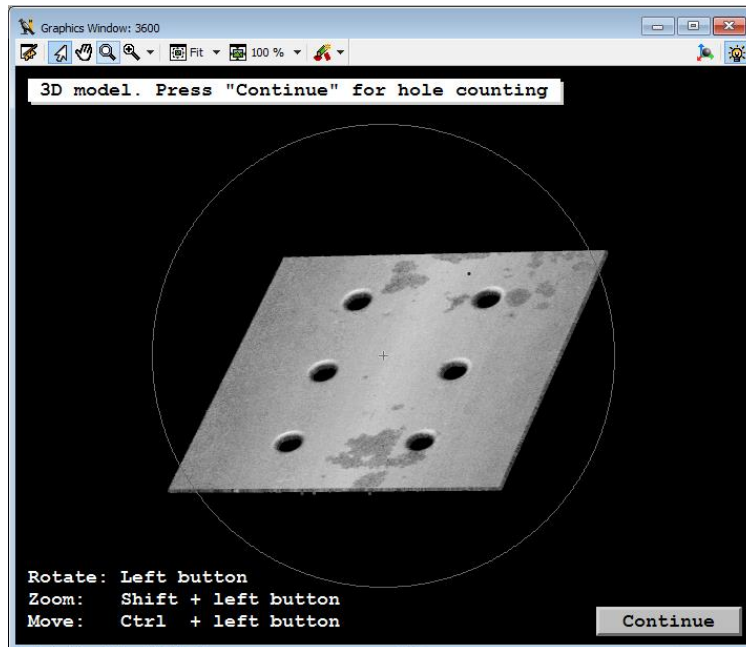 Graphics Window: 3600
Fit 100 %
3D model. Press "Continue" for hole counting
Rotate: Left button
Zoom: Shift + left button
Move: Ctrl + left button
Continue